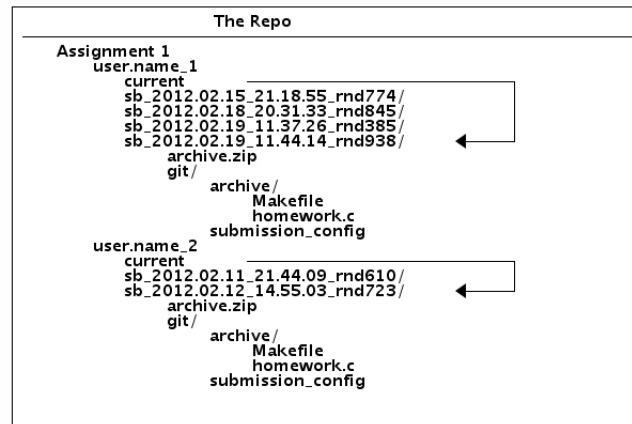 The Repo
Assignment 1
user.name_1
current
sb_2012.02.15_21.18.55_rnd774/
sb_2012.02.18_20.31.33_rnd845/
sb_2012.02.19_11.37.26_rnd385/
sb_2012.02.19_11.44.14_rnd938/
archive.zip
git/
archive/
Makefile
homework.c
submission_config
user.name_2
current
sb_2012.02.11_21.44.09_rnd610/
sb_2012.02.12_14.55.03_rnd723/
archive.zip
git/
archive/
Makefile
homework.c
submission_config